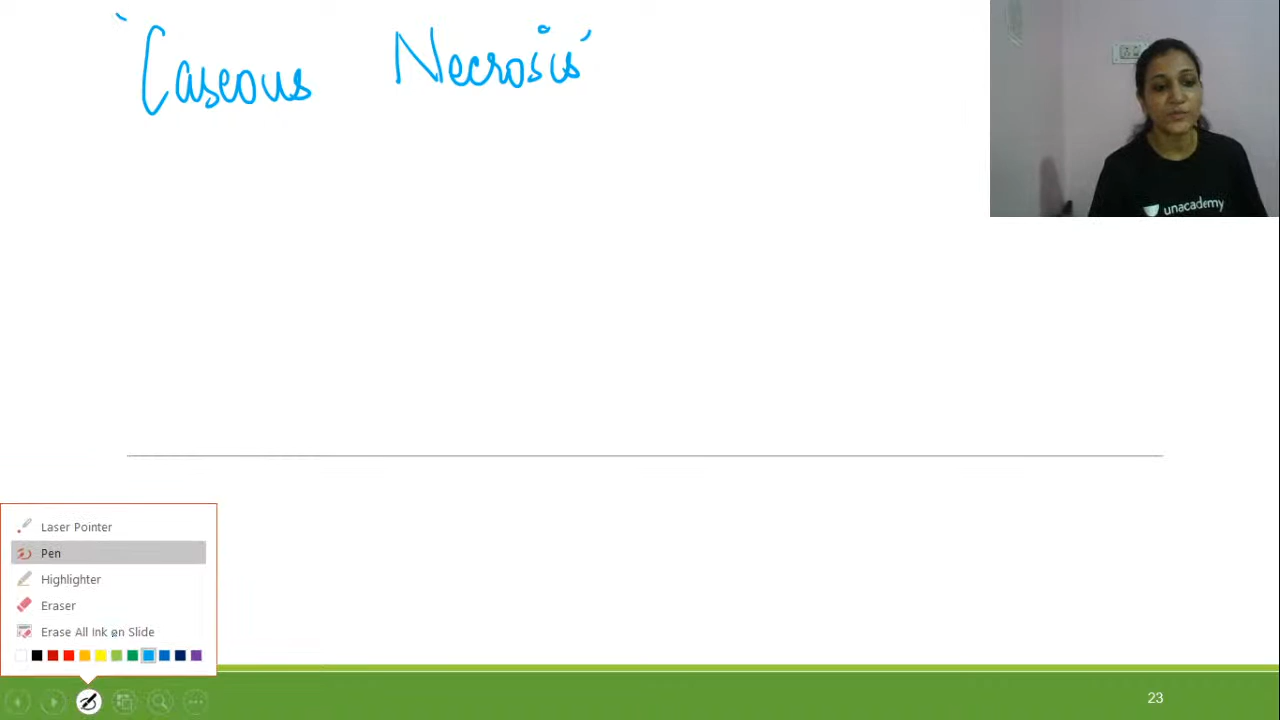 'Caseous Necrosis'
unacademy
Laser Pointer
Pen
Highlighter
Eraser
Erase All Ink on Slide
23